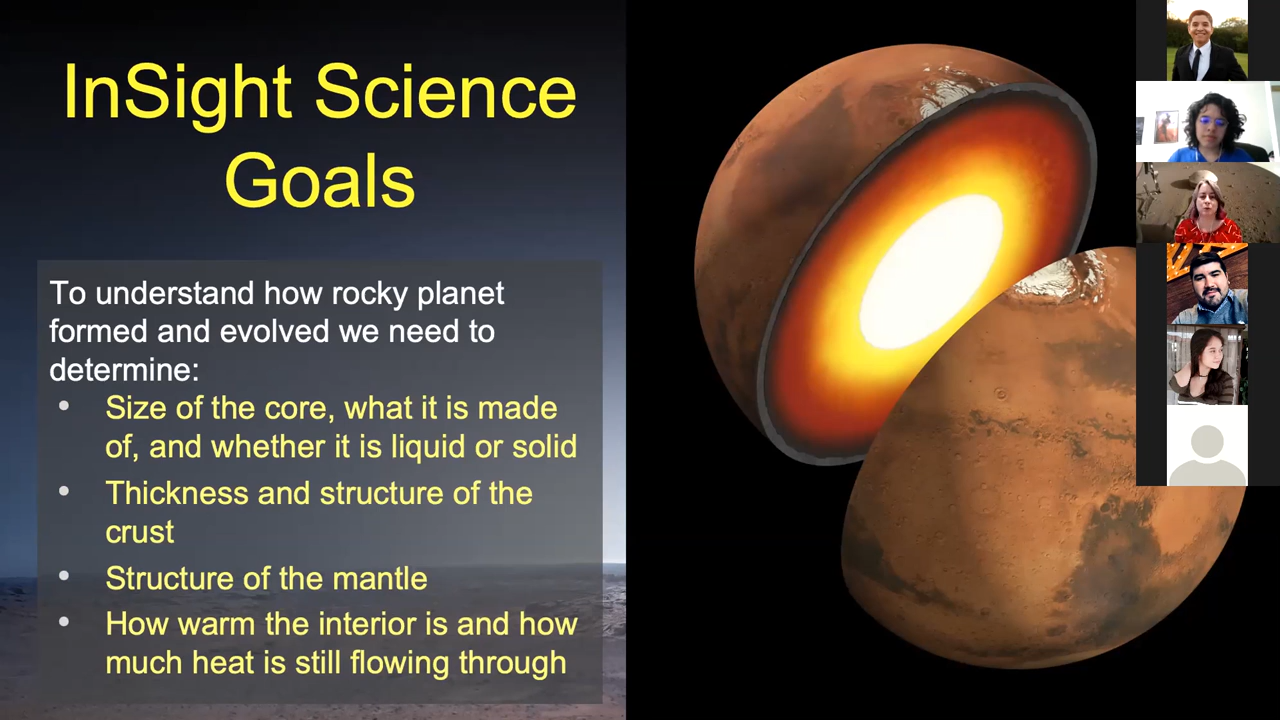 InSight Science
Goals
To understand how rocky planet
formed and evolved we need to
determine:
• Size of the core, what it is made
of, and whether it is liquid or solid
• Thickness and structure of the
crust
• Structure of the mantle
• How warm the interior is and how
much heat is still flowing through